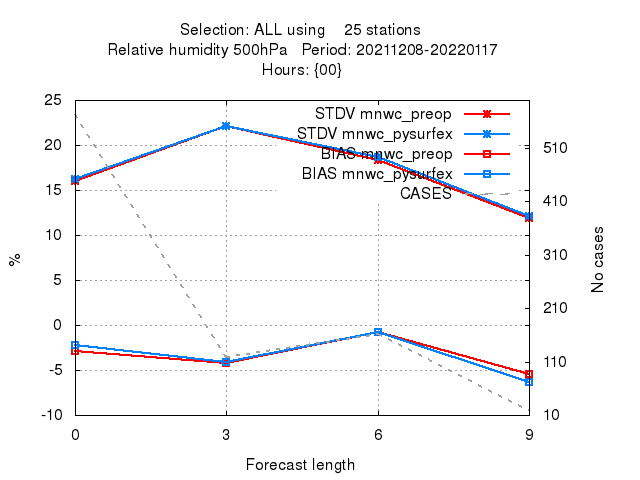 Selection: ALL using    25 stations
Relative humidity 500hPa   Period: 20211208-20220117
Hours: {00}
STDV mnwc_preop
STDV mnwc_pysurfex
BIAS mnwc_preop
BIAS mnwc_pysurfex
CASES
25
20
15
10
5
0
-5
-10
%
510
410
310
210
110
10
No cases
0 3 6 9
Forecast length